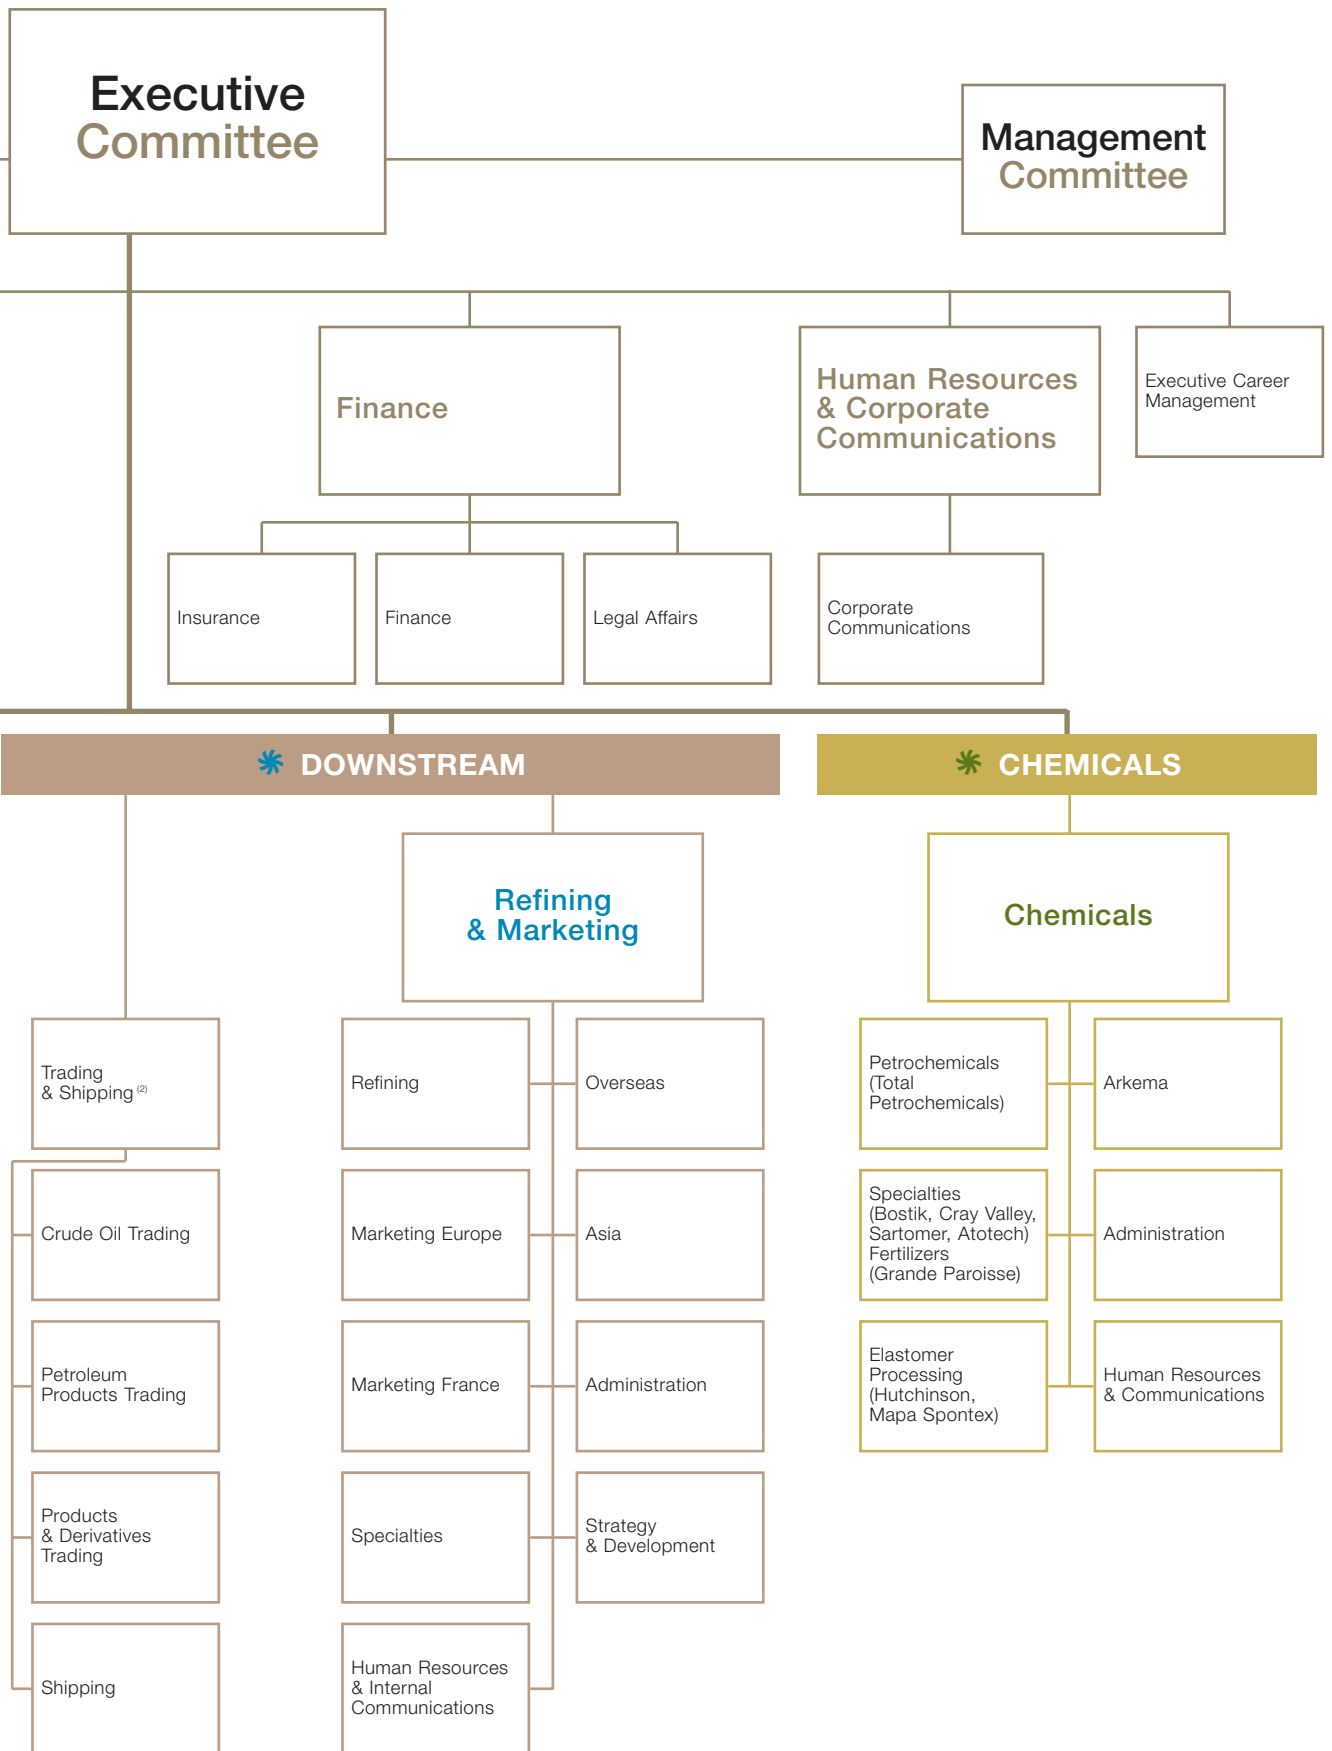 Executive
Committee
Management
Committee
Finance
Human Resources
& Corporate
Communications
Executive Career
Management
Insurance
Finance
Legal Affairs
Corporate
Communications
DOWNSTREAM
CHEMICALS
Refining
& Marketing
Chemicals
Trading
& Shipping (2)
Refining
Overseas
Petrochemicals
(Total
Petrochemicals)
Arkema
Crude Oil Trading
Marketing Europe
Asia
Specialties
(Bostik, Cray Valley,
Sartomer, Atotech)
Fertilizers
(Grande Paroisse)
Administration
Petroleum
Products Trading
Marketing France
Administration
Elastomer
Processing
(Hutchinson,
Mapa Spontex)
Human Resources
& Communications
Products
& Derivatives
Trading
Specialties
Strategy
& Development
Shipping
Human Resources
& Internal
Communications